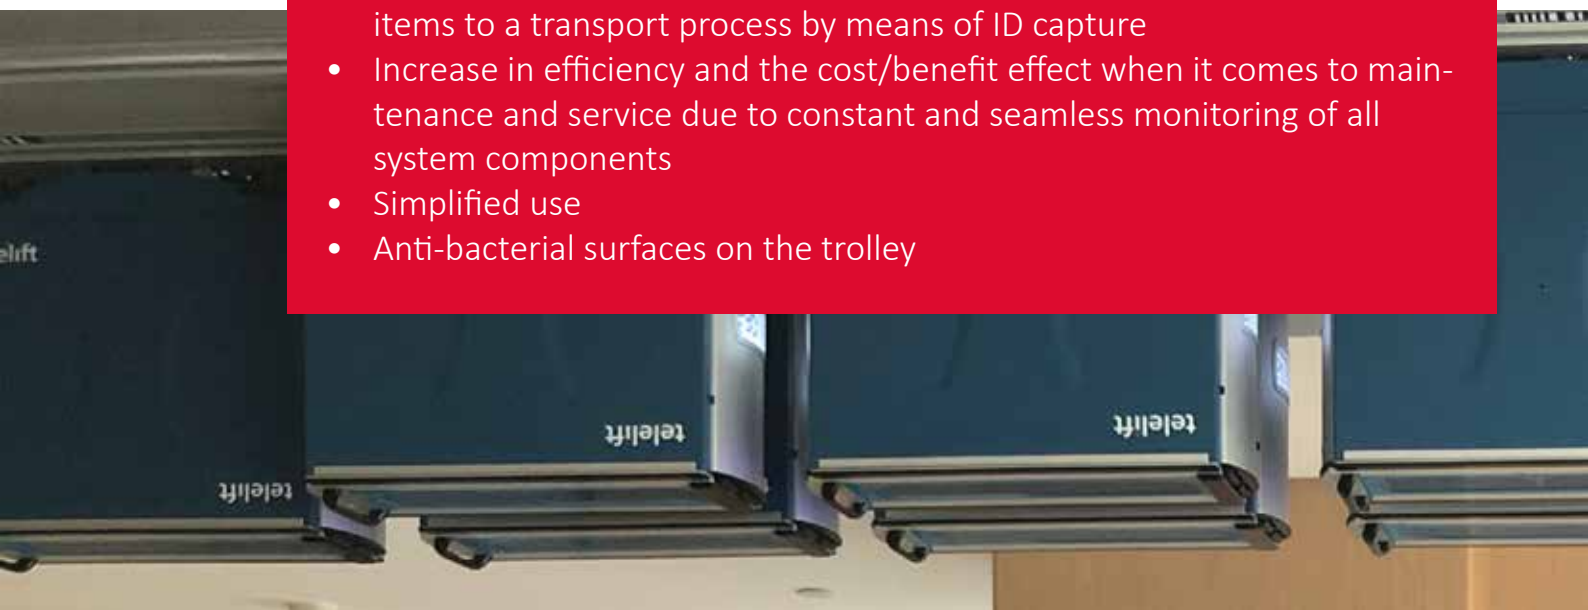 items to a transport process by means of ID capture
• Increase in efficiency and the cost/benefit effect when it comes to main-
tenance and service due to constant and seamless monitoring of all
system components
• Simplified use
• Anti-bacterial surfaces on the trolley
elift
telelift
telelift
telelift